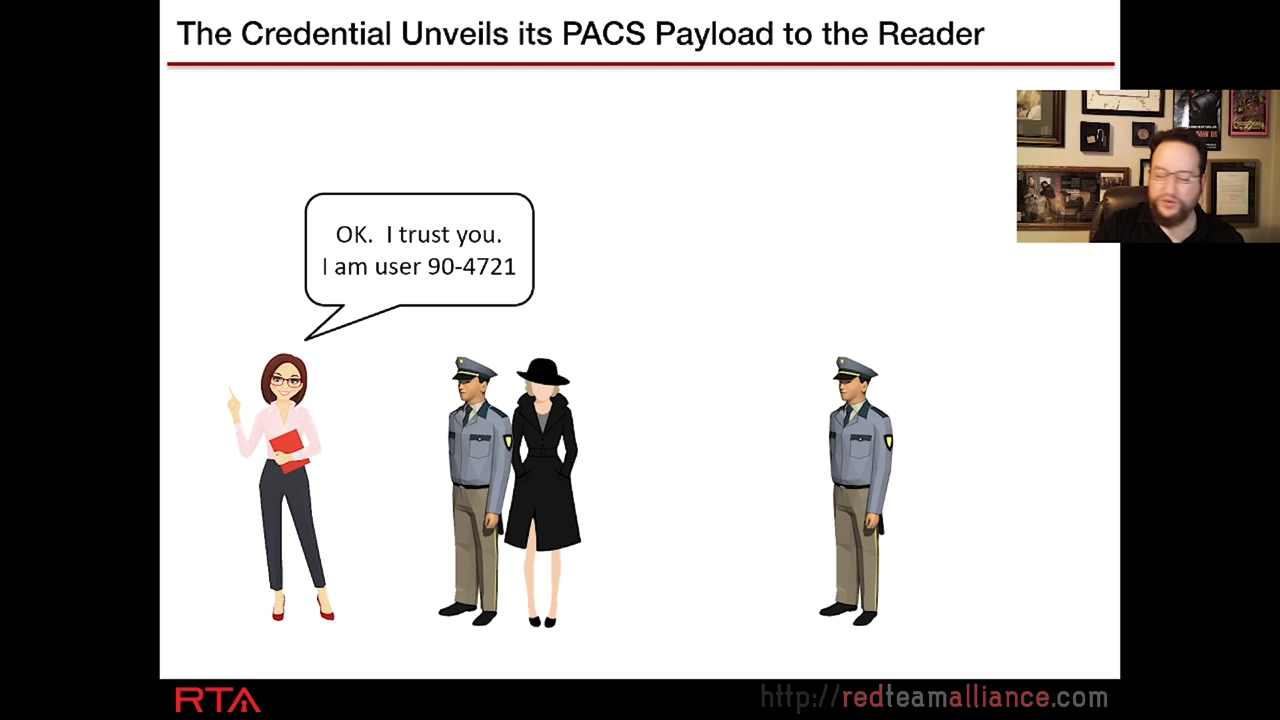 The Credential Unveils its PACS Payload to the Reader
OK. I trust you.
I am user 90-4721
RTA
http://redteamalliance.com